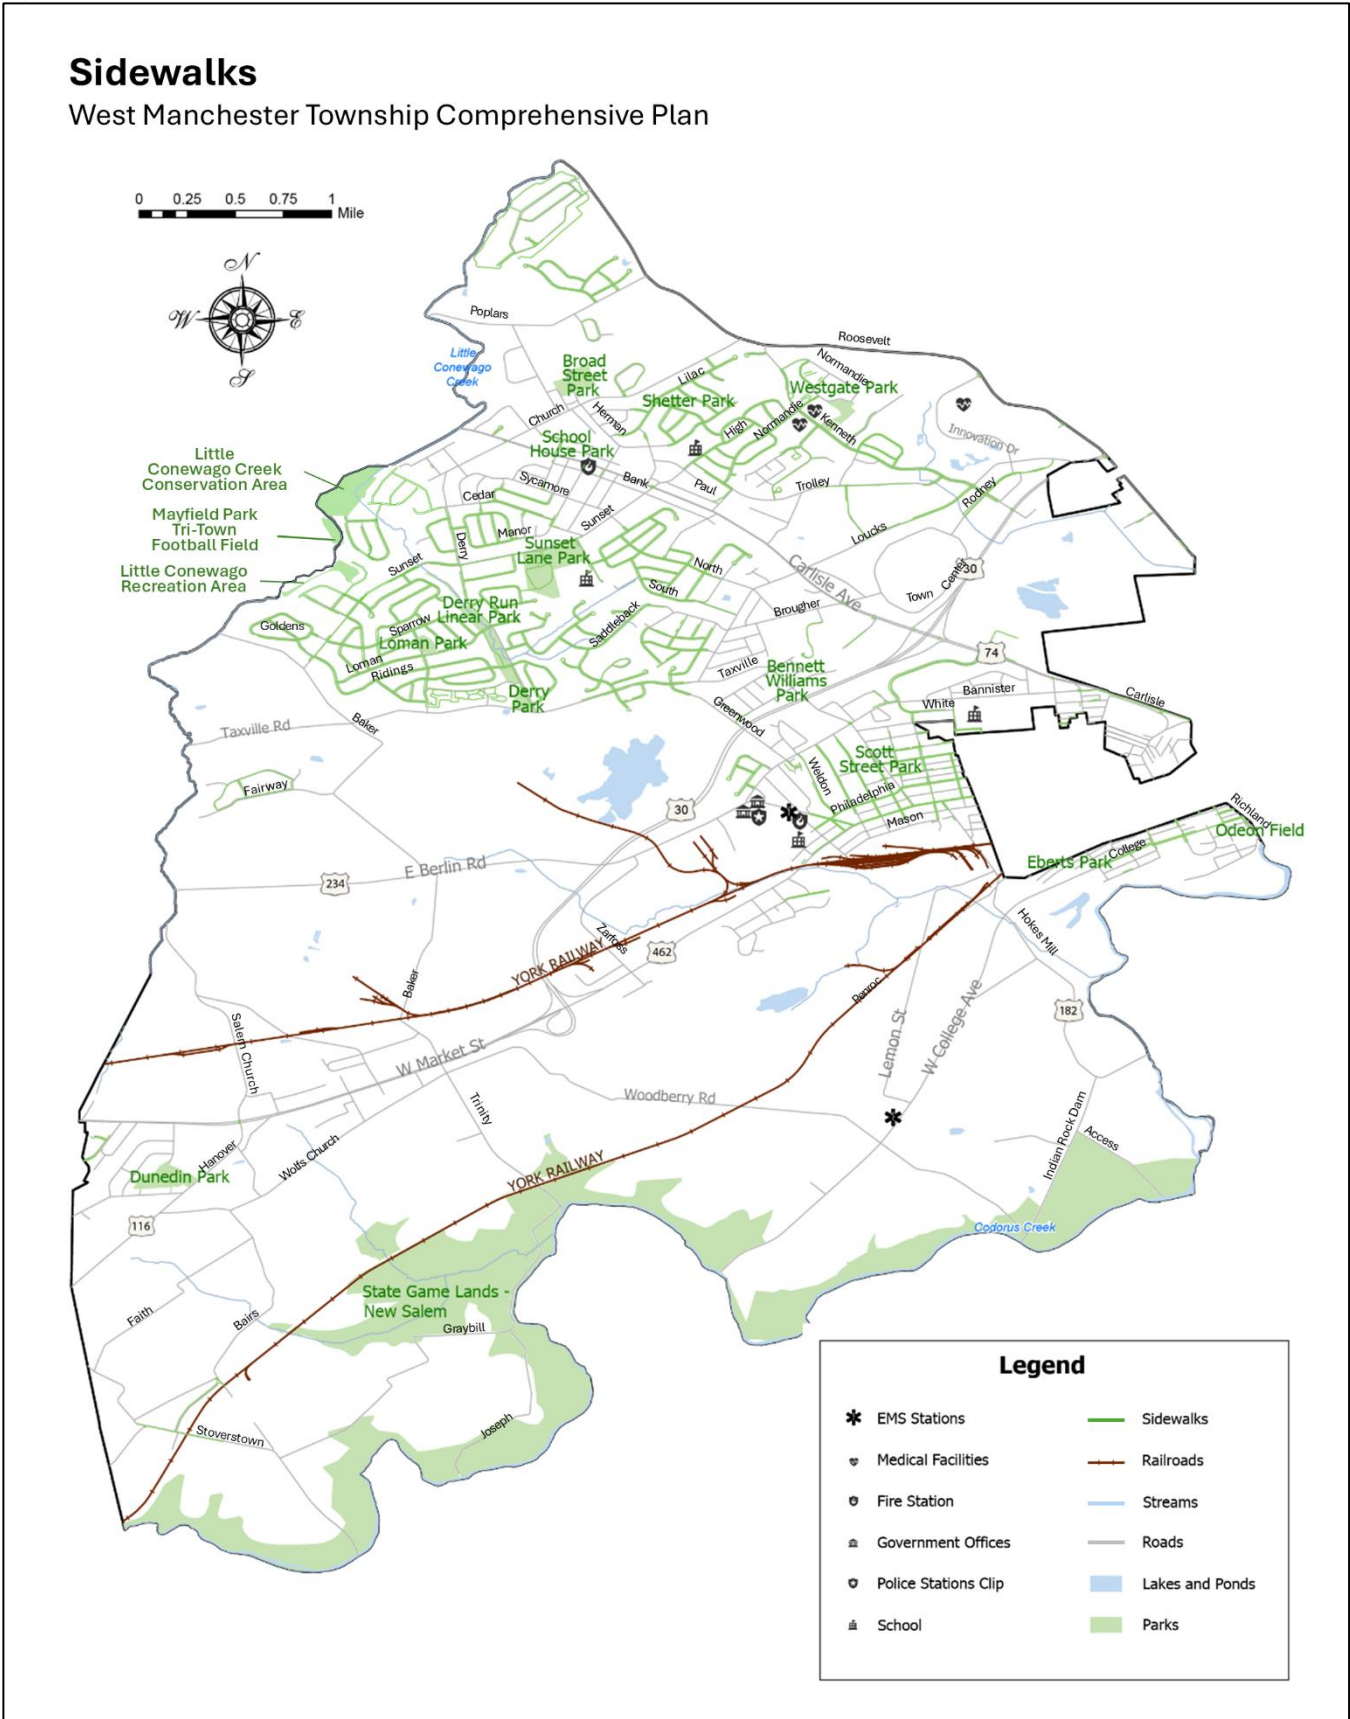 Sidewalks
West Manchester Township Comprehensive Plan
0 0.25 0.5 0.75 1
Mile
N
W E
S
Poplars
Roosevelt
Little
Conewago
Creek
Broad
Street
Park
Normandie
Westgate Park
Lilac
Shetter Park
Church
Herman
High
Normandie
Kenneth
Innovation Dr
School
House Park
Little
Conewago Creek
Conservation Area
Bank
Sycamore
Paul
Trolley
Cedar
Rodney
Mayfield Park
Tri-Town
Football Field
Manor
Sunset
Derry
Loucks
Sunset
Lane Park
Sunset
North
Carlisle Ave
30
Center
Town
Little Conewago
Recreation Area
South
Brougher
Derry Run
Linear Park
Saddleback
Goldens
Sparrow
Loman Park
74
Loman
Ridings
Taxville
Bennett
Williams
Park
Bannister
Carlisle
White
Derry
Park
Greenwood
Taxville Rd
Baker
Scott
Street Park
Weldon
Fairway
Philadelphia
30
Mason
Richland
Odeon Field
College
Eberts Park
E Berlin Rd
234
Hokes Mill
Zarfoss
462
YORK RAILWAY
Baker
Penroc
182
Salem Church
W Market St
Lemon St
W College Ave
Trinity
Woodberry Rd
Indian Rock Dam
Access
Hanover
Wolfs Church
Dunedin Park
YORK RAILWAY
116
Codorus Creek
State Game Lands -
New Salem
Faith
Bairs
Graybill
Joseph
Stoverstown
Legend
EMS Stations
Medical Facilities
Fire Station
Government Offices
Police Stations Clip
School
Sidewalks
Railroads
Streams
Roads
Lakes and Ponds
Parks